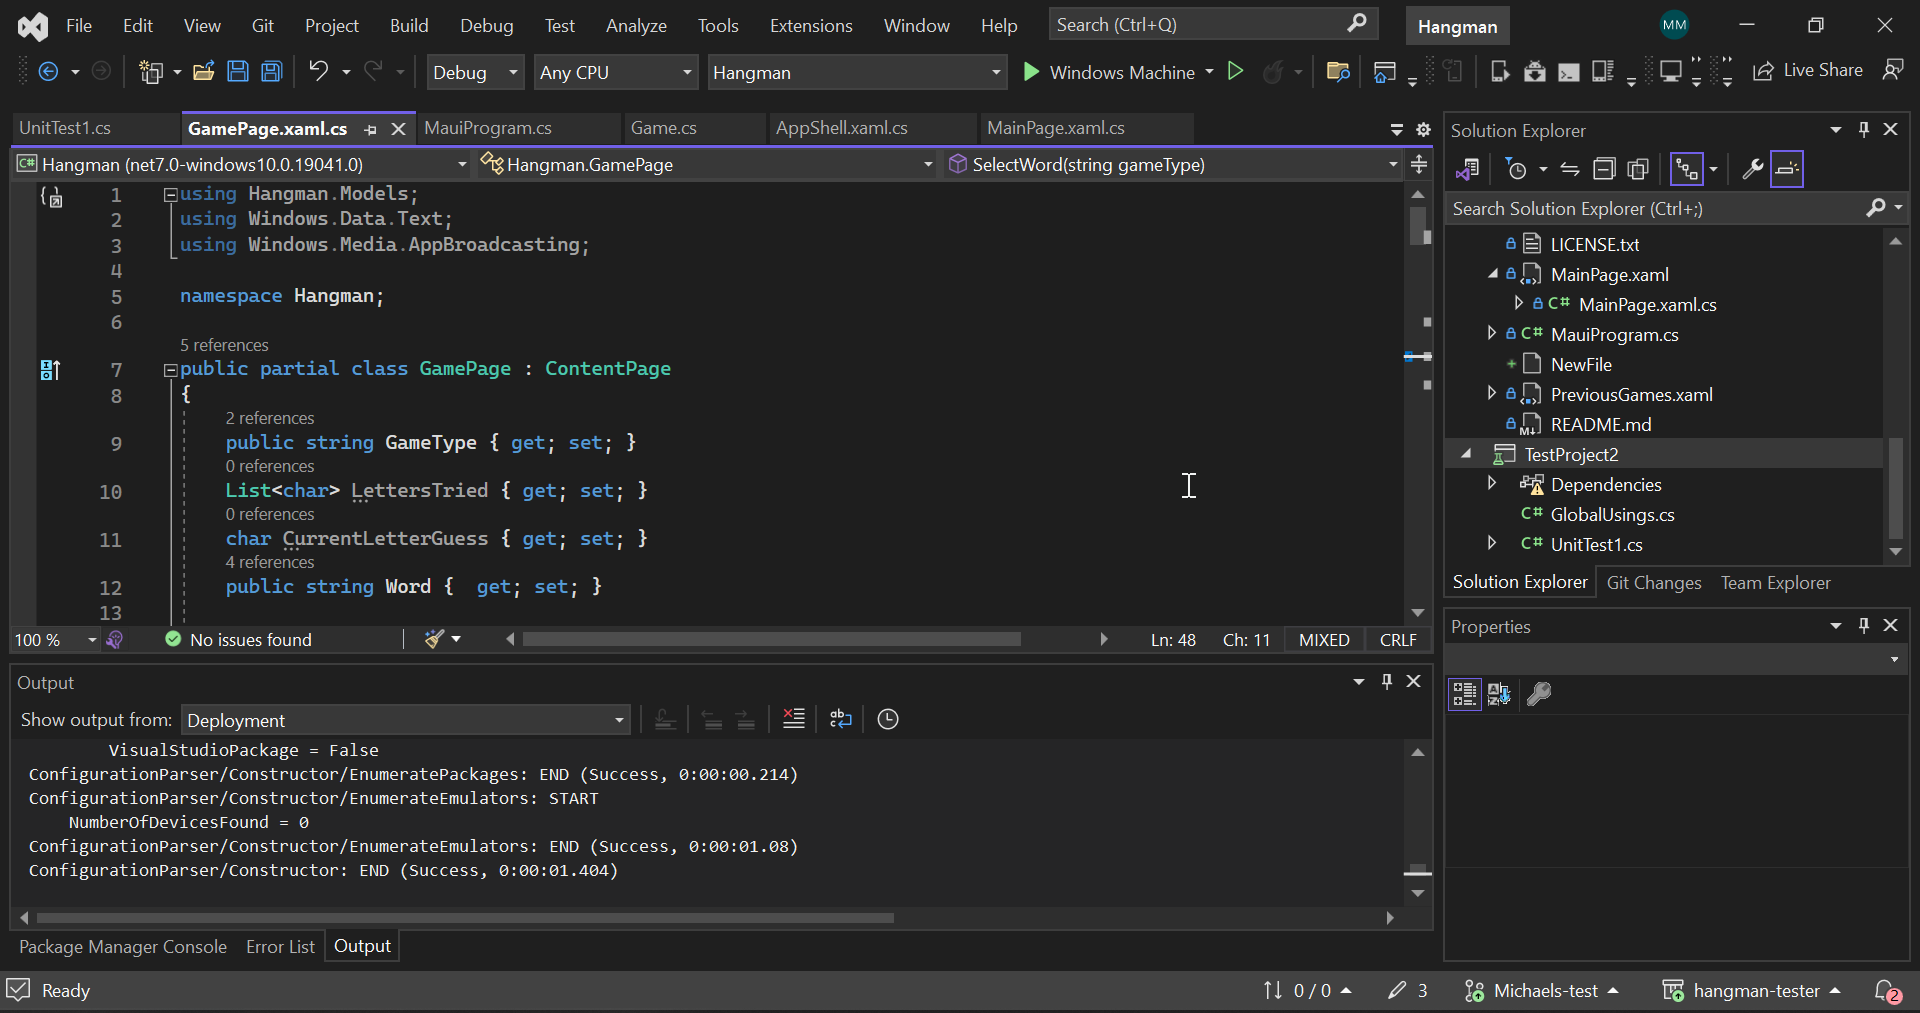 File Edit View Git Project Build Debug Test Analyze Tools Extensions Window Help Search (Ctrl+Q) Hangman MM
Debug Any CPU Hangman Windows Machine Live Share
UnitTest1.cs GamePage.xaml.cs MauiProgram.cs Game.cs AppShell.xaml.cs MainPage.xaml.cs
C# Hangman (net7.0-windows10.0.19041.0) Hangman.GamePage SelectWord(string gameType)
1 using Hangman.Models;
2 using Windows.Data.Text;
3 using Windows.Media.AppBroadcasting;
4
5 namespace Hangman;
6
5 references
7 public partial class GamePage : ContentPage
8 {
2 references
9 public string GameType { get; set; }
0 references
10 List<char> LettersTried { get; set; }
0 references
11 char CurrentLetterGuess { get; set; }
4 references
12 public string Word {  get; set; }
13
100 % No issues found Ln: 48 Ch: 11 MIXED CRLF
Output
Show output from: Deployment
VisualStudioPackage = False
ConfigurationParser/Constructor/EnumeratePackages: END (Success, 0:00:00.214)
ConfigurationParser/Constructor/EnumerateEmulators: START
NumberOfDevicesFound = 0
ConfigurationParser/Constructor/EnumerateEmulators: END (Success, 0:00:01.08)
ConfigurationParser/Constructor: END (Success, 0:00:01.404)
Package Manager Console Error List Output
Solution Explorer
Search Solution Explorer (Ctrl+;)
LICENSE.txt
MainPage.xaml
C# MainPage.xaml.cs
C# MauiProgram.cs
NewFile
PreviousGames.xaml
README.md
TestProject2
Dependencies
C# GlobalUsings.cs
C# UnitTest1.cs
Solution Explorer Git Changes Team Explorer
Properties
Ready 0 / 0 3 Michaels-test hangman-tester 2